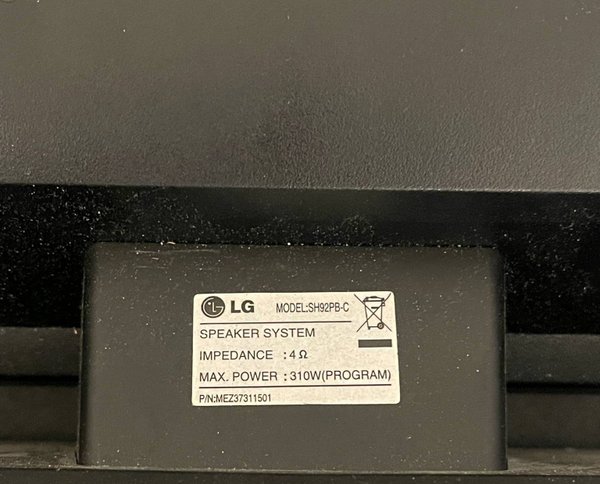 LG MODEL:SH92PB-C
SPEAKER SYSTEM
IMPEDANCE : 4 Ω
MAX. POWER : 310W(PROGRAM)
P/N:MEZ37311501